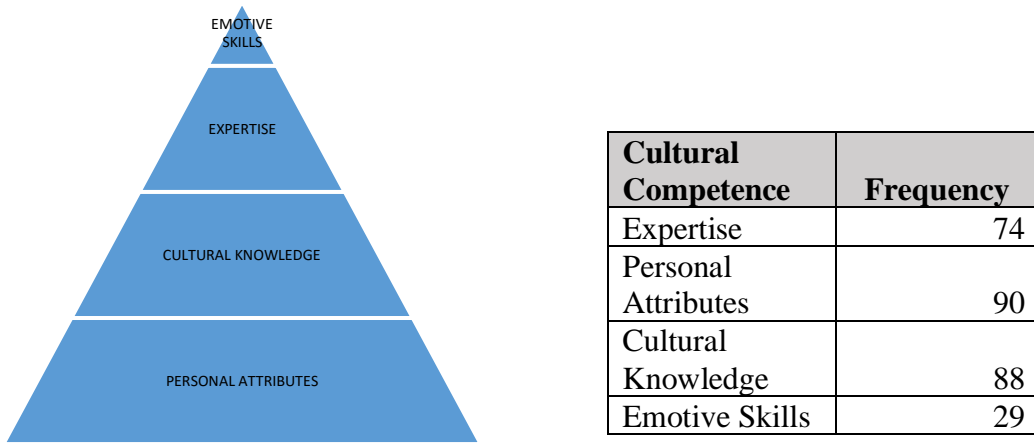 EMOTIVE
SKILLS
EXPERTISE
CULTURAL KNOWLEDGE
PERSONAL ATTRIBUTES
Cultural
Competence Frequency
Expertise 74
Personal
Attributes 90
Cultural
Knowledge 88
Emotive Skills 29